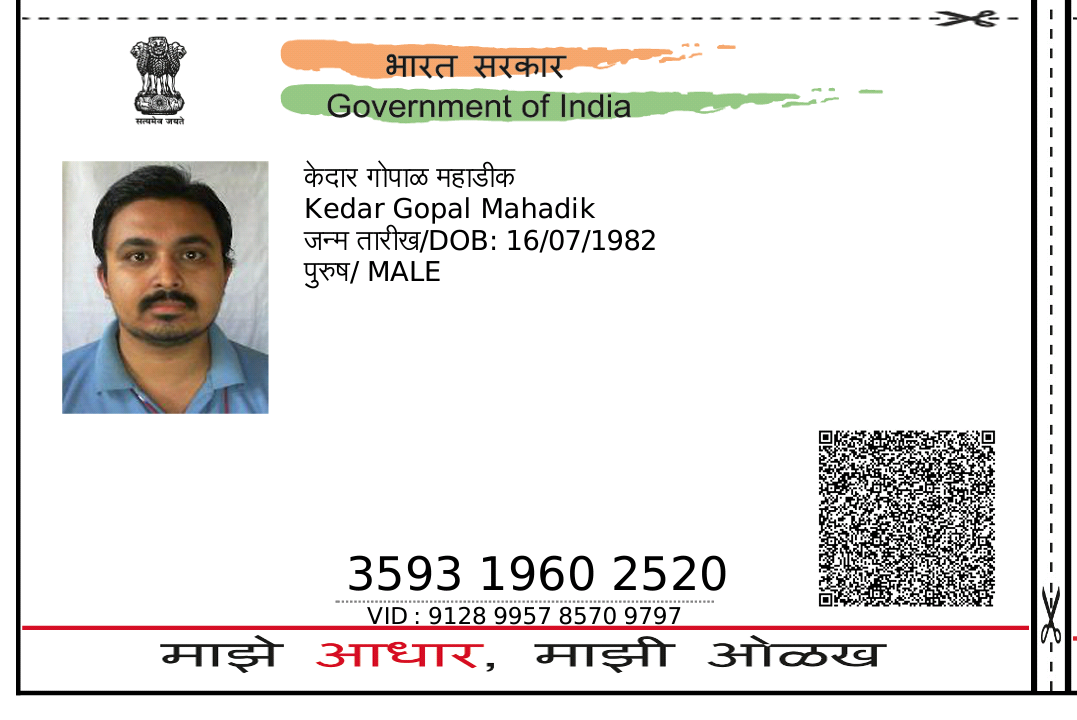 सत्यमेव जयते
भारत सरकार
Government of India
केदार गोपाळ महाडीक
Kedar Gopal Mahadik
जन्म तारीख/DOB: 16/07/1982
पुरुष/ MALE
3593 1960 2520
VID : 9128 9957 8570 9797
माझे आधार, माझी ओळख